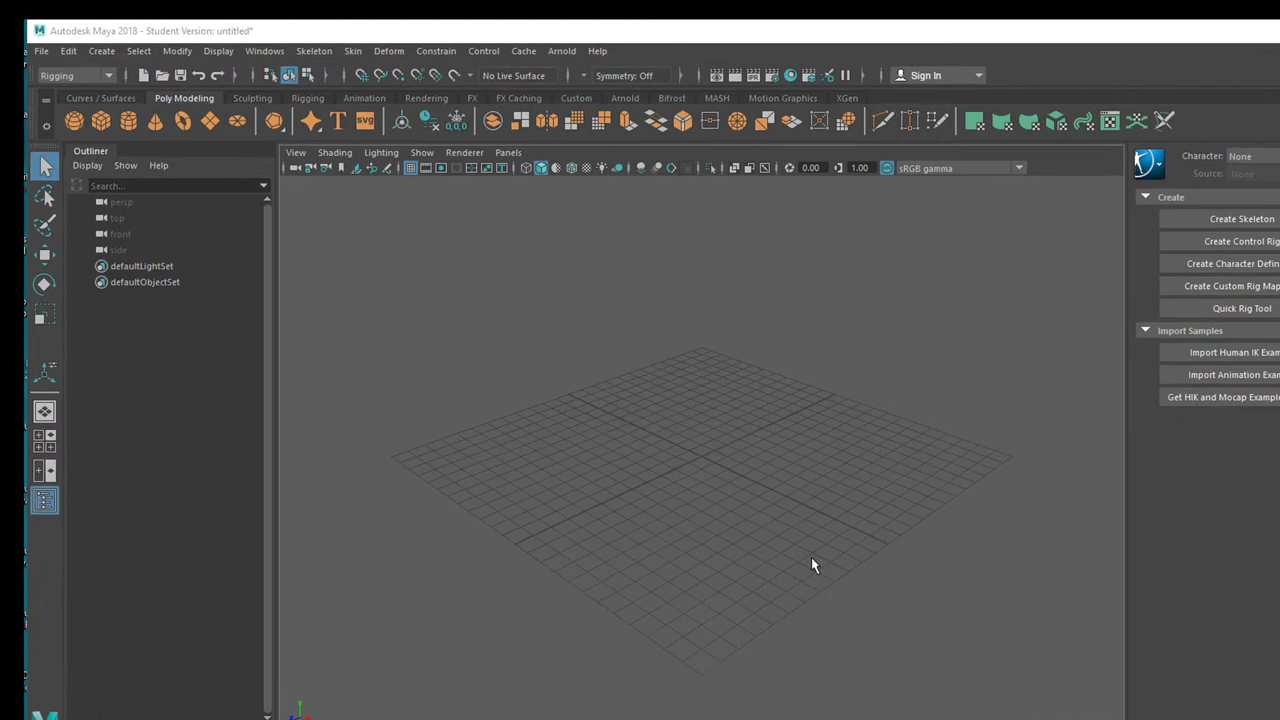 Autodesk Maya 2018 - Student Version: untitled*
File Edit Create Select Modify Display Windows Skeleton Skin Deform Constrain Control Cache Arnold Help
Rigging No Live Surface Symmetry: Off Sign In
Curves / Surfaces Poly Modeling Sculpting Rigging Animation Rendering FX FX Caching Custom Arnold Bifrost MASH Motion Graphics XGen
T svg 0,0,0
Outliner
Display Show Help
Search...
persp
top
front
side
defaultLightSet
defaultObjectSet
View Shading Lighting Show Renderer Panels
0.00 1.00 sRGB gamma
Character: None
Source: None
Create
Create Skeleton
Create Control Rig
Create Character Defin
Create Custom Rig Map
Quick Rig Tool
Import Samples
Import Human IK Exam
Import Animation Exam
Get HIK and Mocap Example